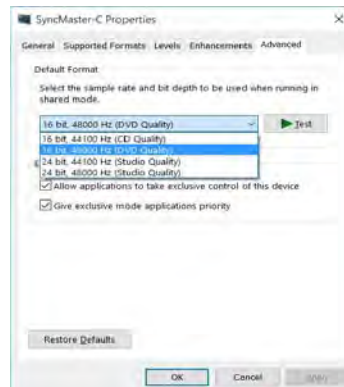 SyncMaster-C Properties
General Supported Formats Levels Enhancements Advanced
Default Format
Select the sample rate and bit depth to be used when running in
shared mode.
16 bit, 48000 Hz (DVD Quality)
Test
16 bit, 44100 Hz (CD Quality)
16 bit, 48000 Hz (DVD Quality)
24 bit, 44100 Hz (Studio Quality)
24 bit, 48000 Hz (Studio Quality)
Allow applications to take exclusive control of this device
Give exclusive mode applications priority
Restore Defaults
OK Cancel Apply